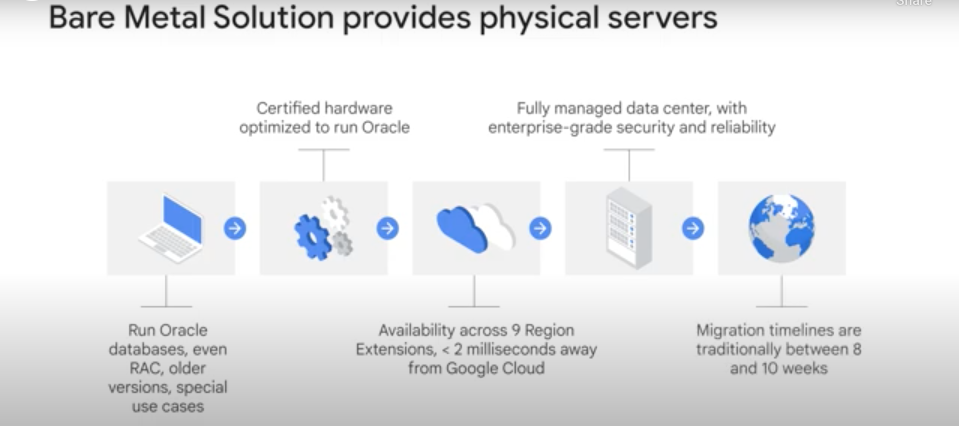 Share
Bare Metal Solution provides physical servers
Certified hardware
optimized to run Oracle
Fully managed data center, with
enterprise-grade security and reliability
Run Oracle
databases, even
RAC, older
versions, special
use cases
Availability across 9 Region
Extensions, < 2 milliseconds away
from Google Cloud
Migration timelines are
traditionally between 8
and 10 weeks